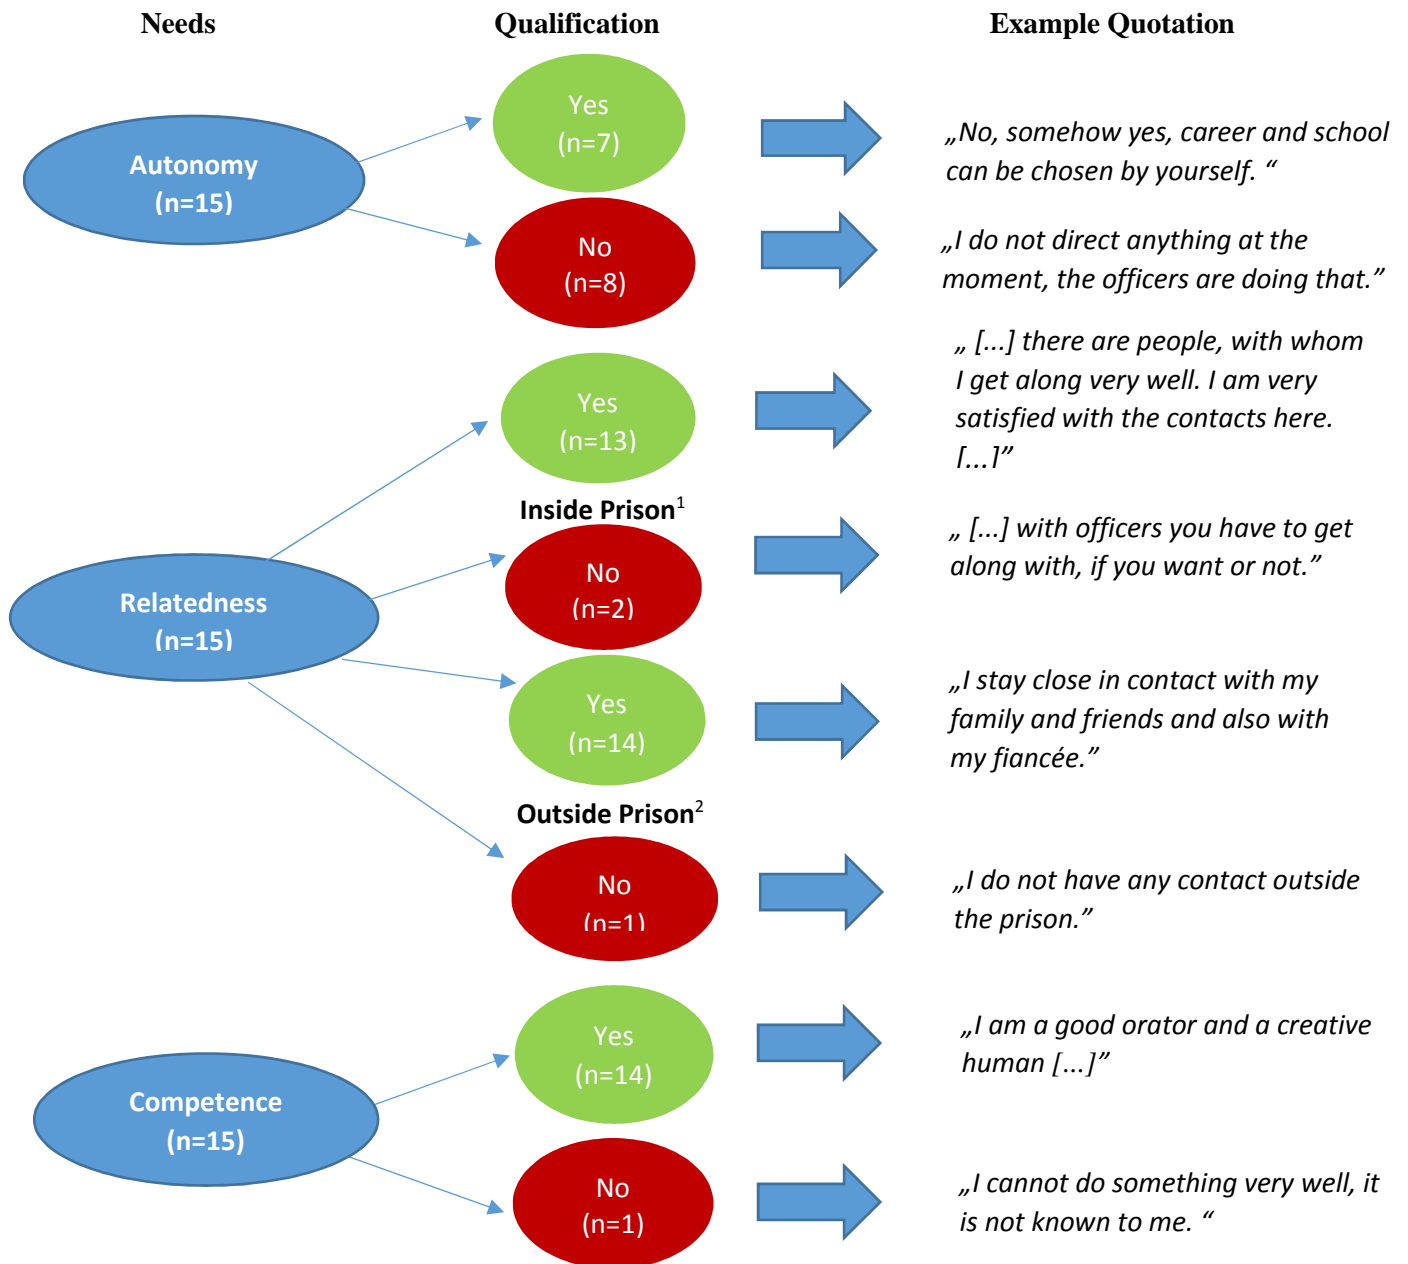 Needs
Qualification
Example Quotation
Autonomy
(n=15)
Yes
(n=7)
„No, somehow yes, career and school
can be chosen by yourself. “
No
(n=8)
„I do not direct anything at the
moment, the officers are doing that.”
Relatedness
(n=15)
Yes
(n=13)
„ [...] there are people, with whom
I get along very well. I am very
satisfied with the contacts here.
[...]”
Inside Prison¹
No
(n=2)
„ [...] with officers you have to get
along with, if you want or not.”
Yes
(n=14)
„I stay close in contact with my
family and friends and also with
my fiancée.”
Outside Prison²
No
(n=1)
„I do not have any contact outside
the prison.”
Competence
(n=15)
Yes
(n=14)
„I am a good orator and a creative
human [...]”
No
(n=1)
„I cannot do something very well, it
is not known to me. “